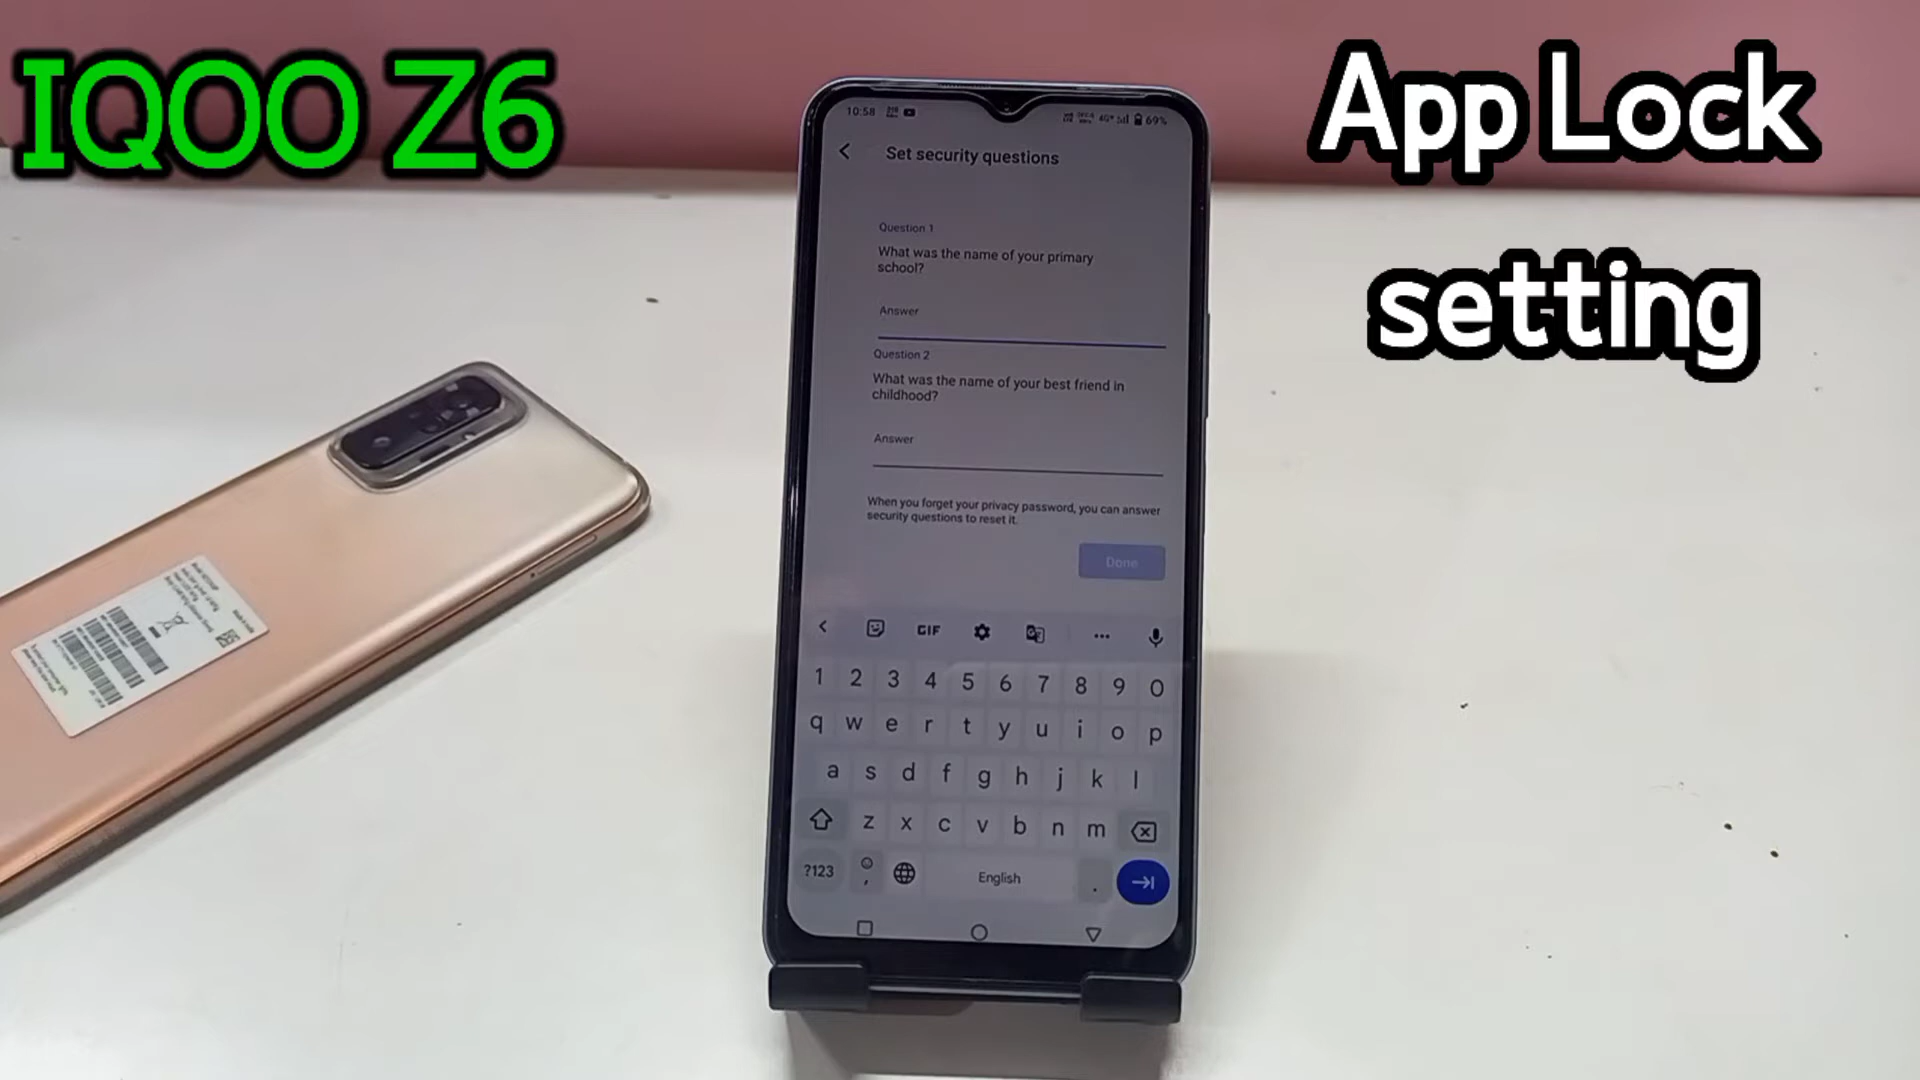 IQOO Z6
App Lock
setting
10:58
4G+
69%
Set security questions
Question 1
What was the name of your primary
school?
Answer
Question 2
What was the name of your best friend in
childhood?
Answer
When you forget your privacy password, you can answer
security questions to reset it.
Done
GIF
1 2 3 4 5 6 7 8 9 0
q w e r t y u i o p
a s d f g h j k l
z x c v b n m
?123 , English .